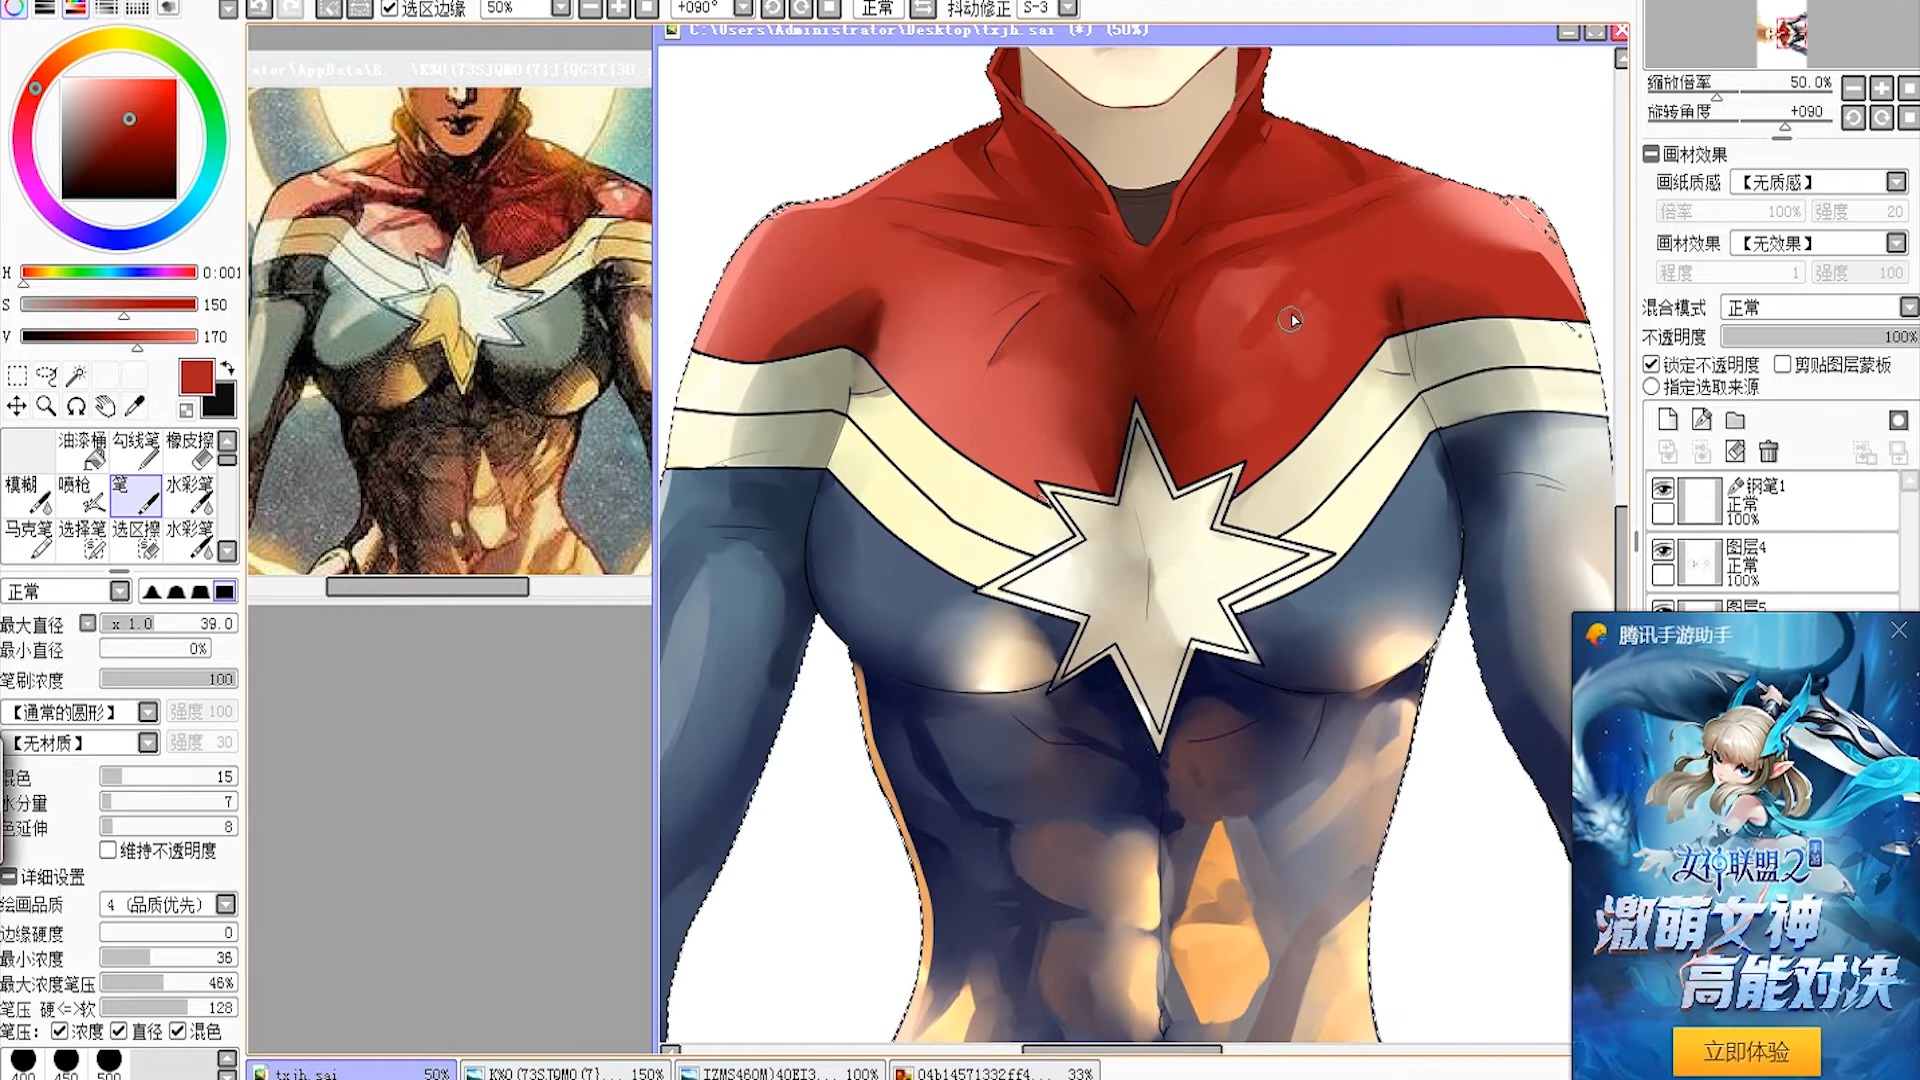 选区边缘
50%
+090°
正常
抖动修正
S-3
C:\Users\Administrator\Desktop\txjh.sai (*) (50%)
缩放倍率
50.0%
旋转角度
+090
画材效果
画纸质感
【无质感】
倍率
100%
强度
20
画材效果
【无效果】
程度
1
强度
100
混合模式
正常
不透明度
100%
锁定不透明度
剪贴图层蒙板
指定选取来源
钢笔1
正常
100%
图层4
正常
100%
图层5
H
0:001
S
150
V
170
油漆桶
勾线笔
橡皮擦
模糊
喷枪
笔
水彩笔
马克笔
选择笔
选区擦
水彩笔
正常
最大直径
x 1.0
39.0
最小直径
0%
笔刷浓度
100
【通常的圆形】
强度 100
【无材质】
强度 30
混色
15
水分量
7
色延伸
8
维持不透明度
详细设置
绘画品质
4 (品质优先)
边缘硬度
0
最小浓度
36
最大浓度笔压
46%
笔压 硬<=>软
128
笔压:
浓度
直径
混色
400
450
500
txjh.sai
50%
150%
100%
04b14571332ff4...
33%
腾讯手游助手
女神联盟2
手游
激萌女神
高能对决
立即体验